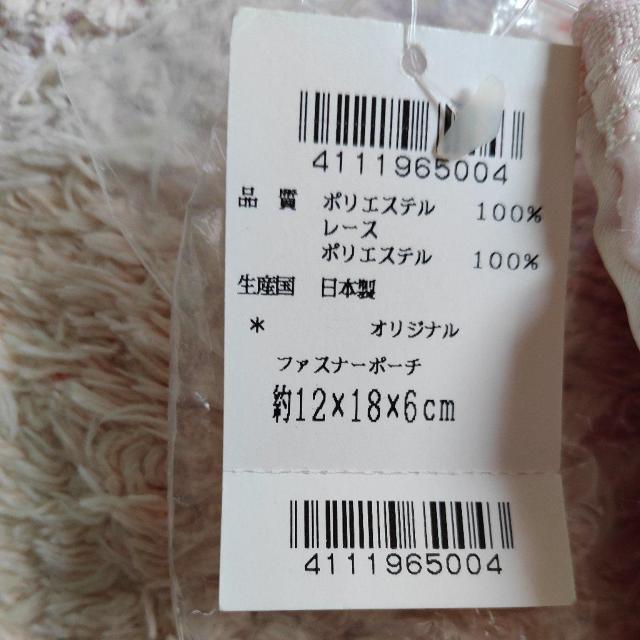 4111965004
品　質　ポリエステル　100%
レース
ポリエステル　100%
生産国　日本製
＊　オリジナル
ファスナーポーチ
約12×18×6cm
4111965004